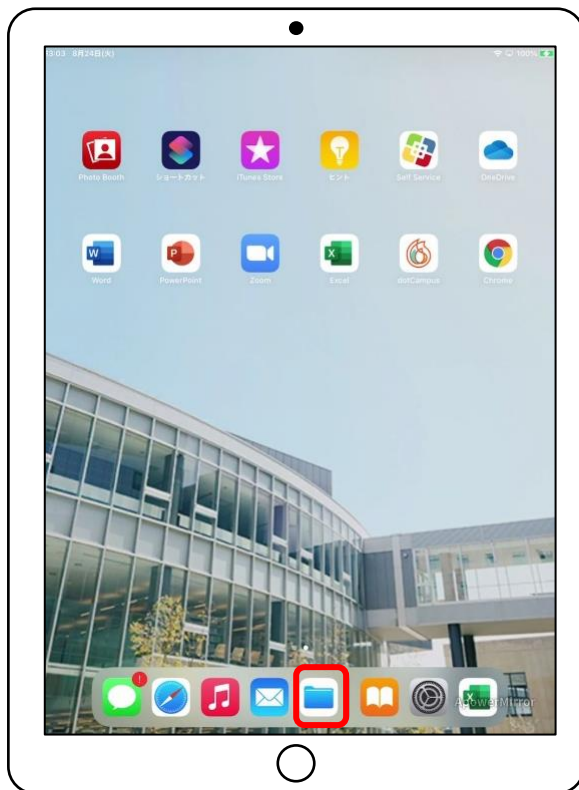 13:03 8月24日(火)
100%
Photo Booth
ショートカット
iTunes Store
ヒント
Self Service
OneDrive
Word
PowerPoint
Zoom
Excel
dotCampus
Chrome
ApowerMirror